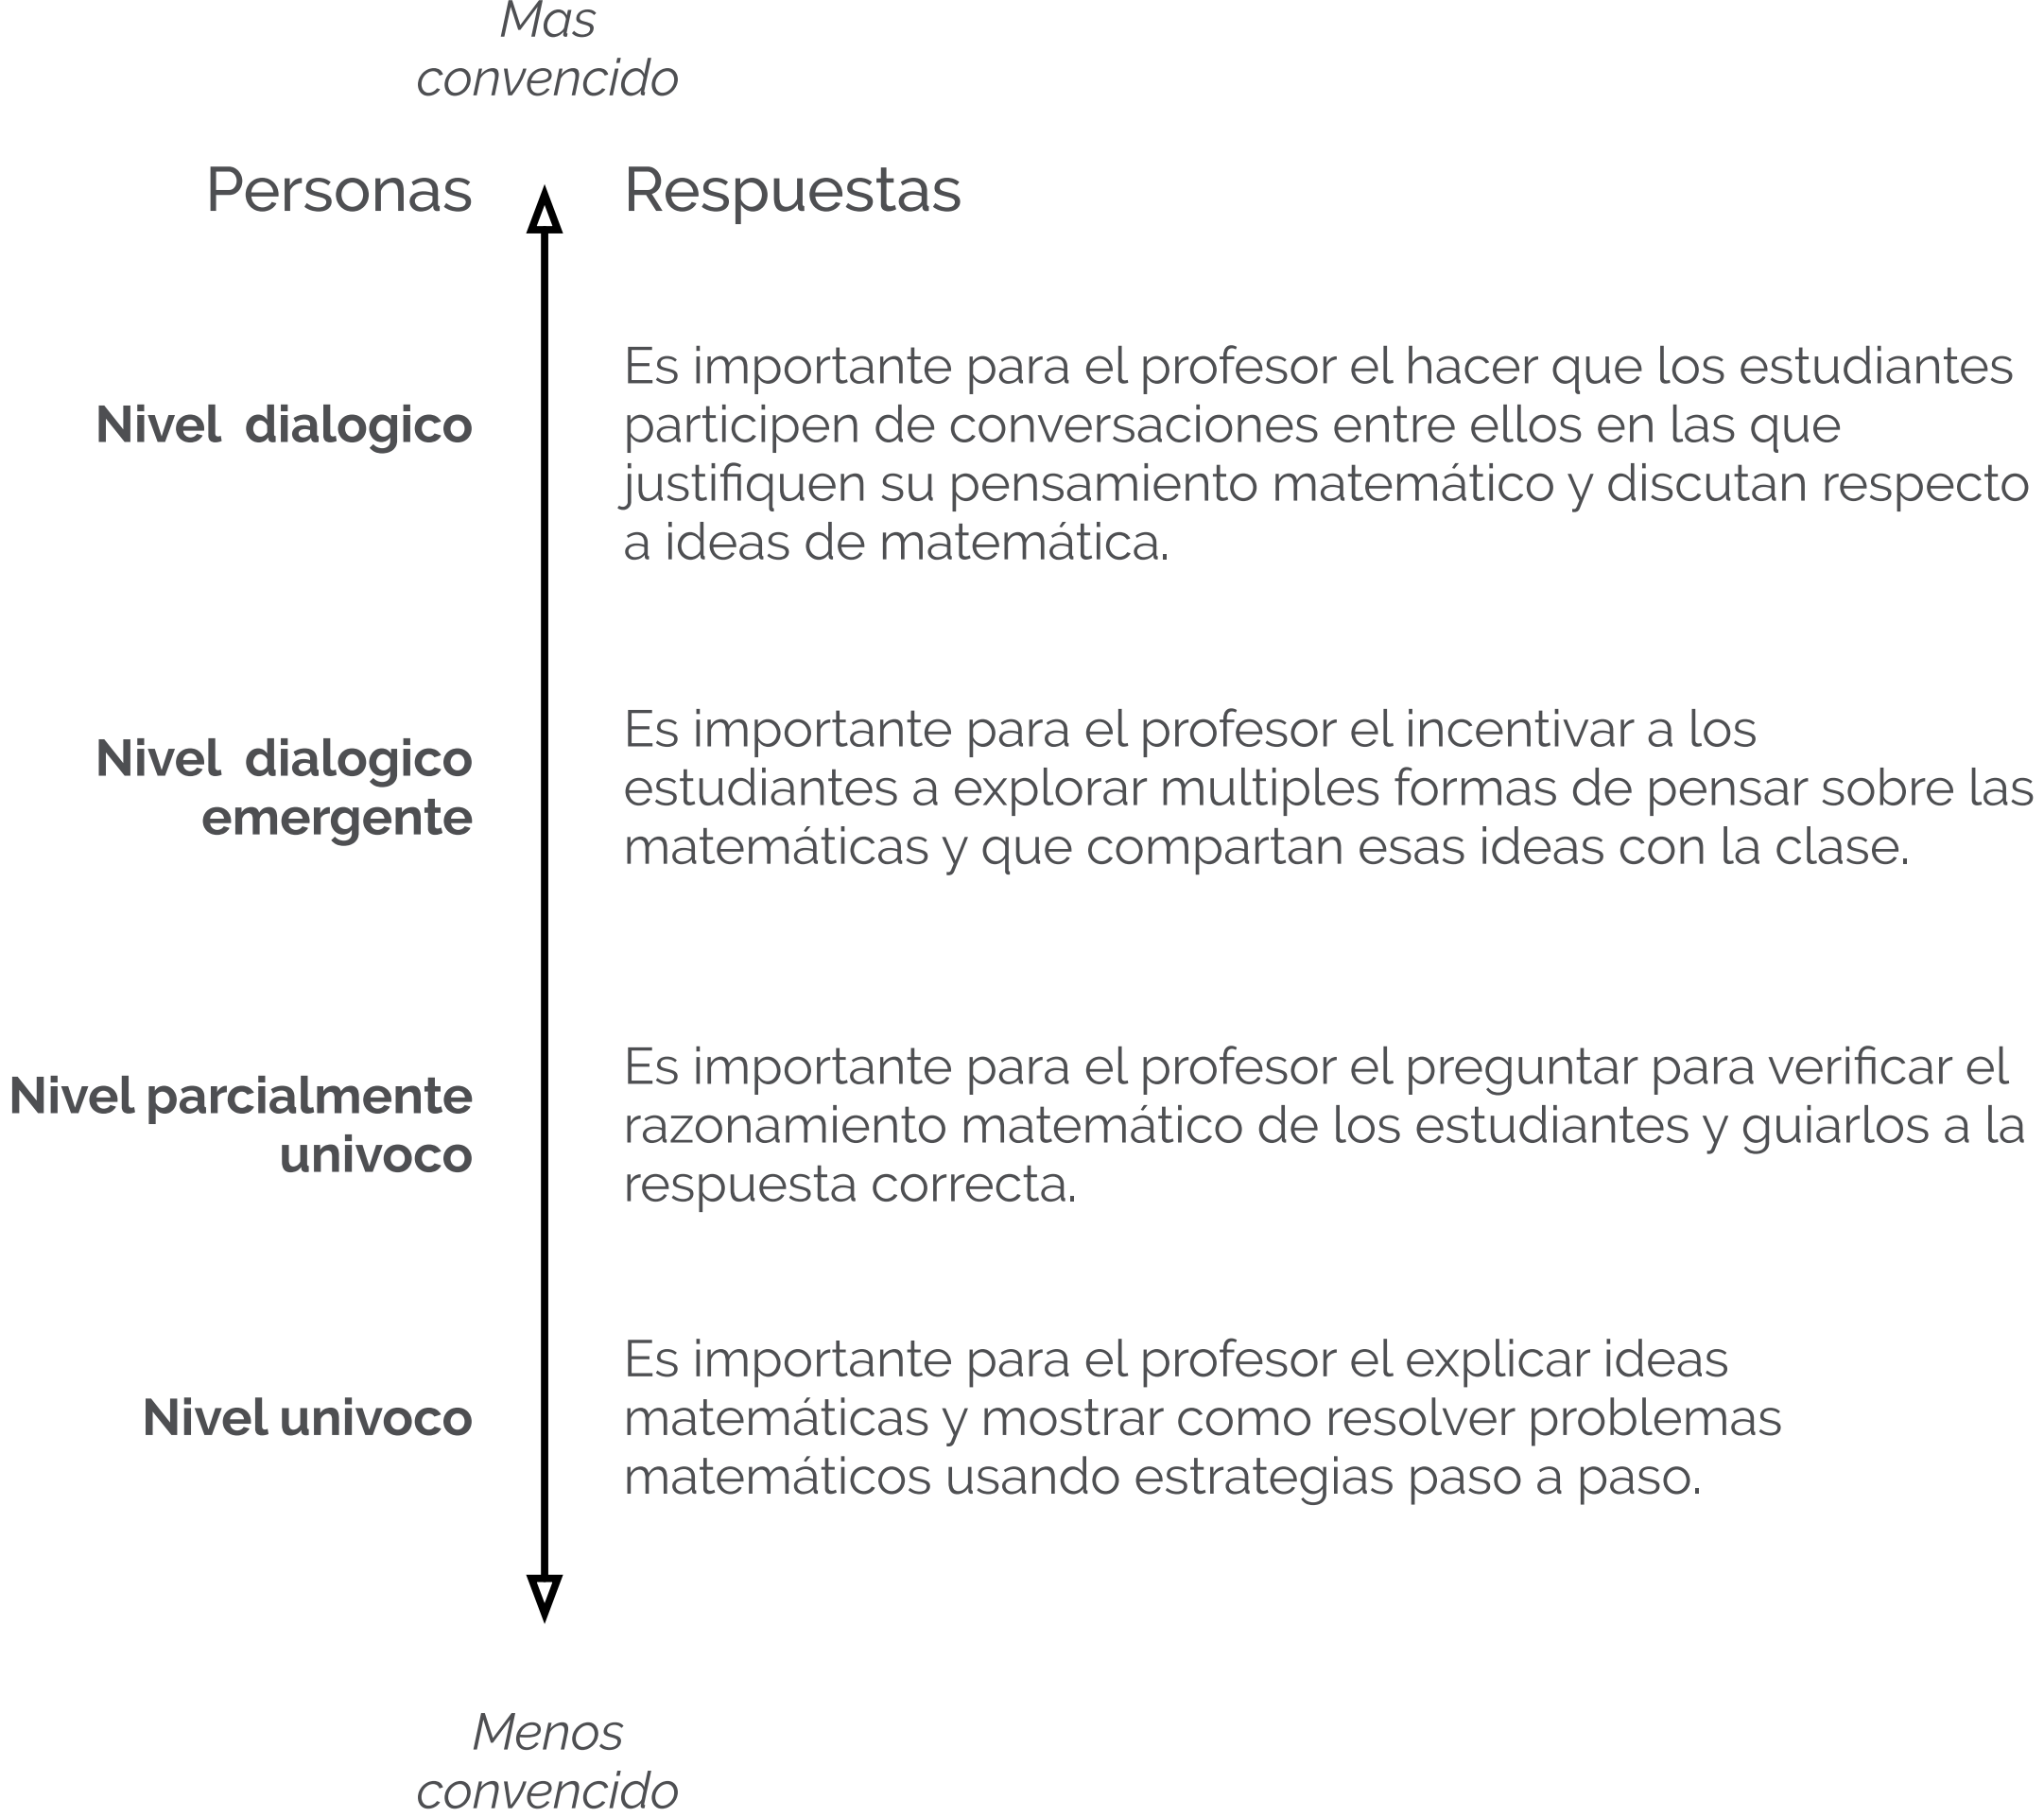 Mas
convencido
Personas
Respuestas
Nivel dialogico
Es importante para el profesor el hacer que los estudiantes
participen de conversaciones entre ellos en las que
justifiquen su pensamiento matemático y discutan respecto
a ideas de matemática.
Nivel dialogico
emergente
Es importante para el profesor el incentivar a los
estudiantes a explorar multiples formas de pensar sobre las
matemáticas y que compartan esas ideas con la clase.
Nivel parcialmente
univoco
Es importante para el profesor el preguntar para verificar el
razonamiento matemático de los estudiantes y guiarlos a la
respuesta correcta.
Nivel univoco
Es importante para el profesor el explicar ideas
matemáticas y mostrar como resolver problemas
matemáticos usando estrategias paso a paso.
Menos
convencido